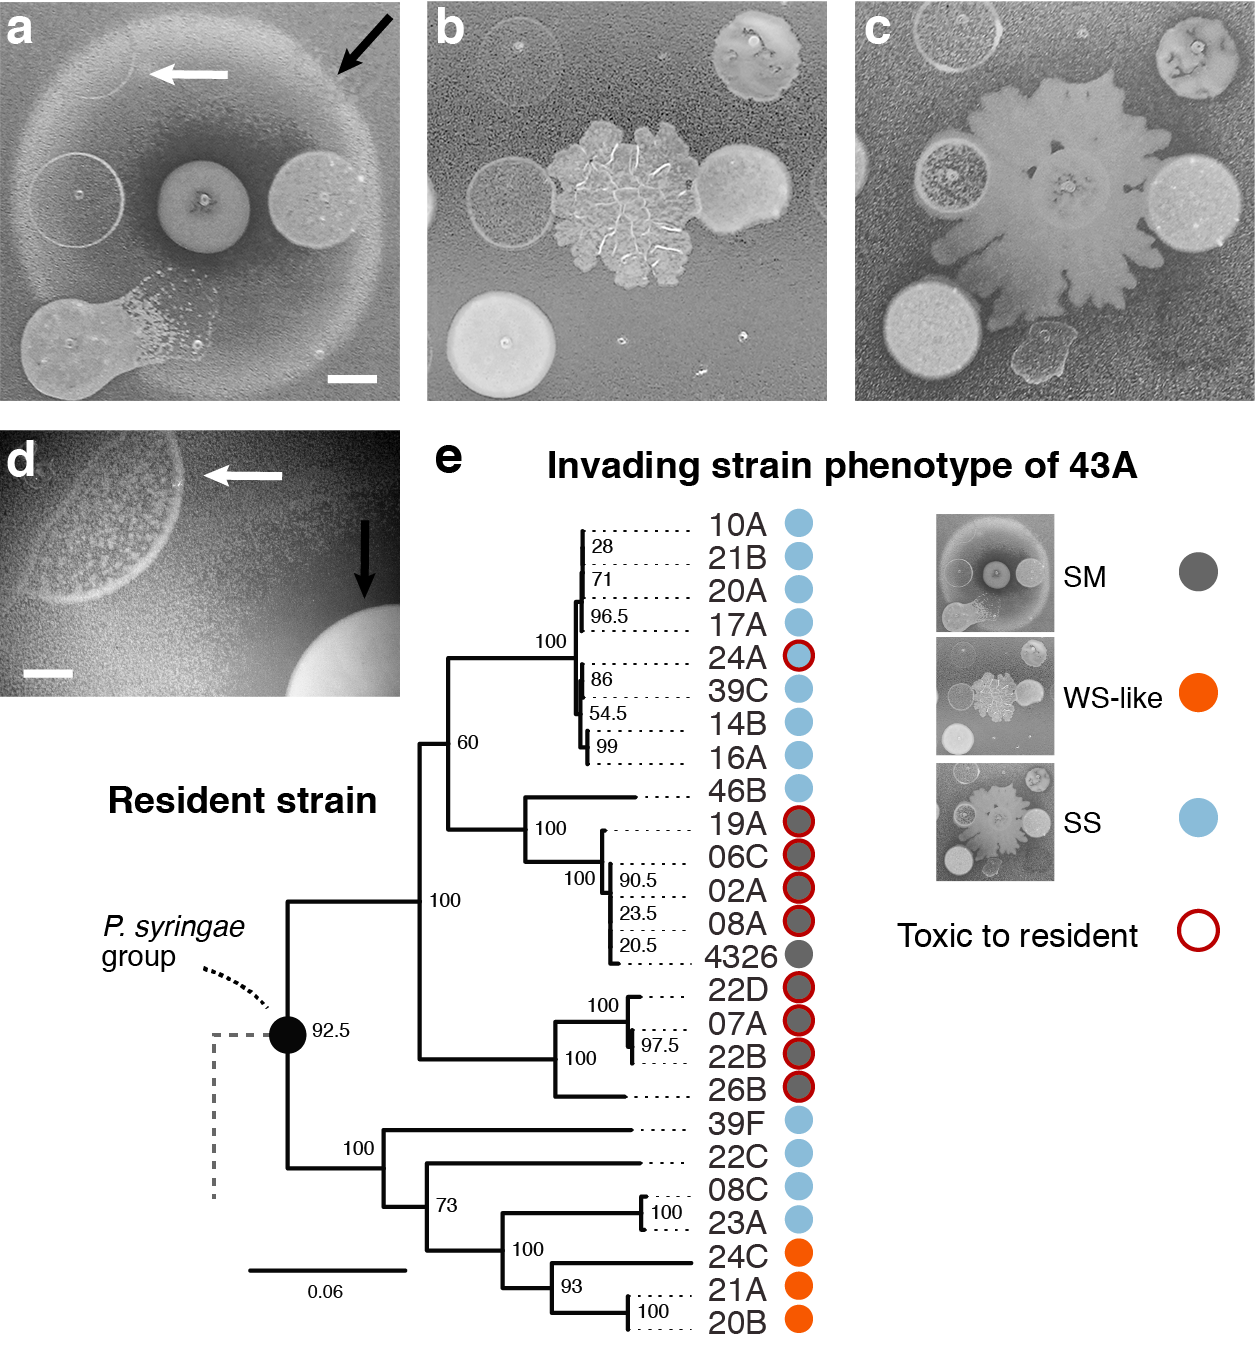 a
b
c
d
e
Invading strain phenotype of 43A
10A
28
21B
71
20A
96.5
17A
100
24A
86
39C
54.5
14B
99
16A
60
46B
100
19A
06C
100
90.5
02A
23.5
08A
20.5
4326
100
22D
100
07A
97.5
22B
100
26B
39F
100
22C
08C
73
100
23A
100
24C
93
21A
100
20B
Resident strain
P. syringae
group
92.5
0.06
SM
WS-like
SS
Toxic to resident